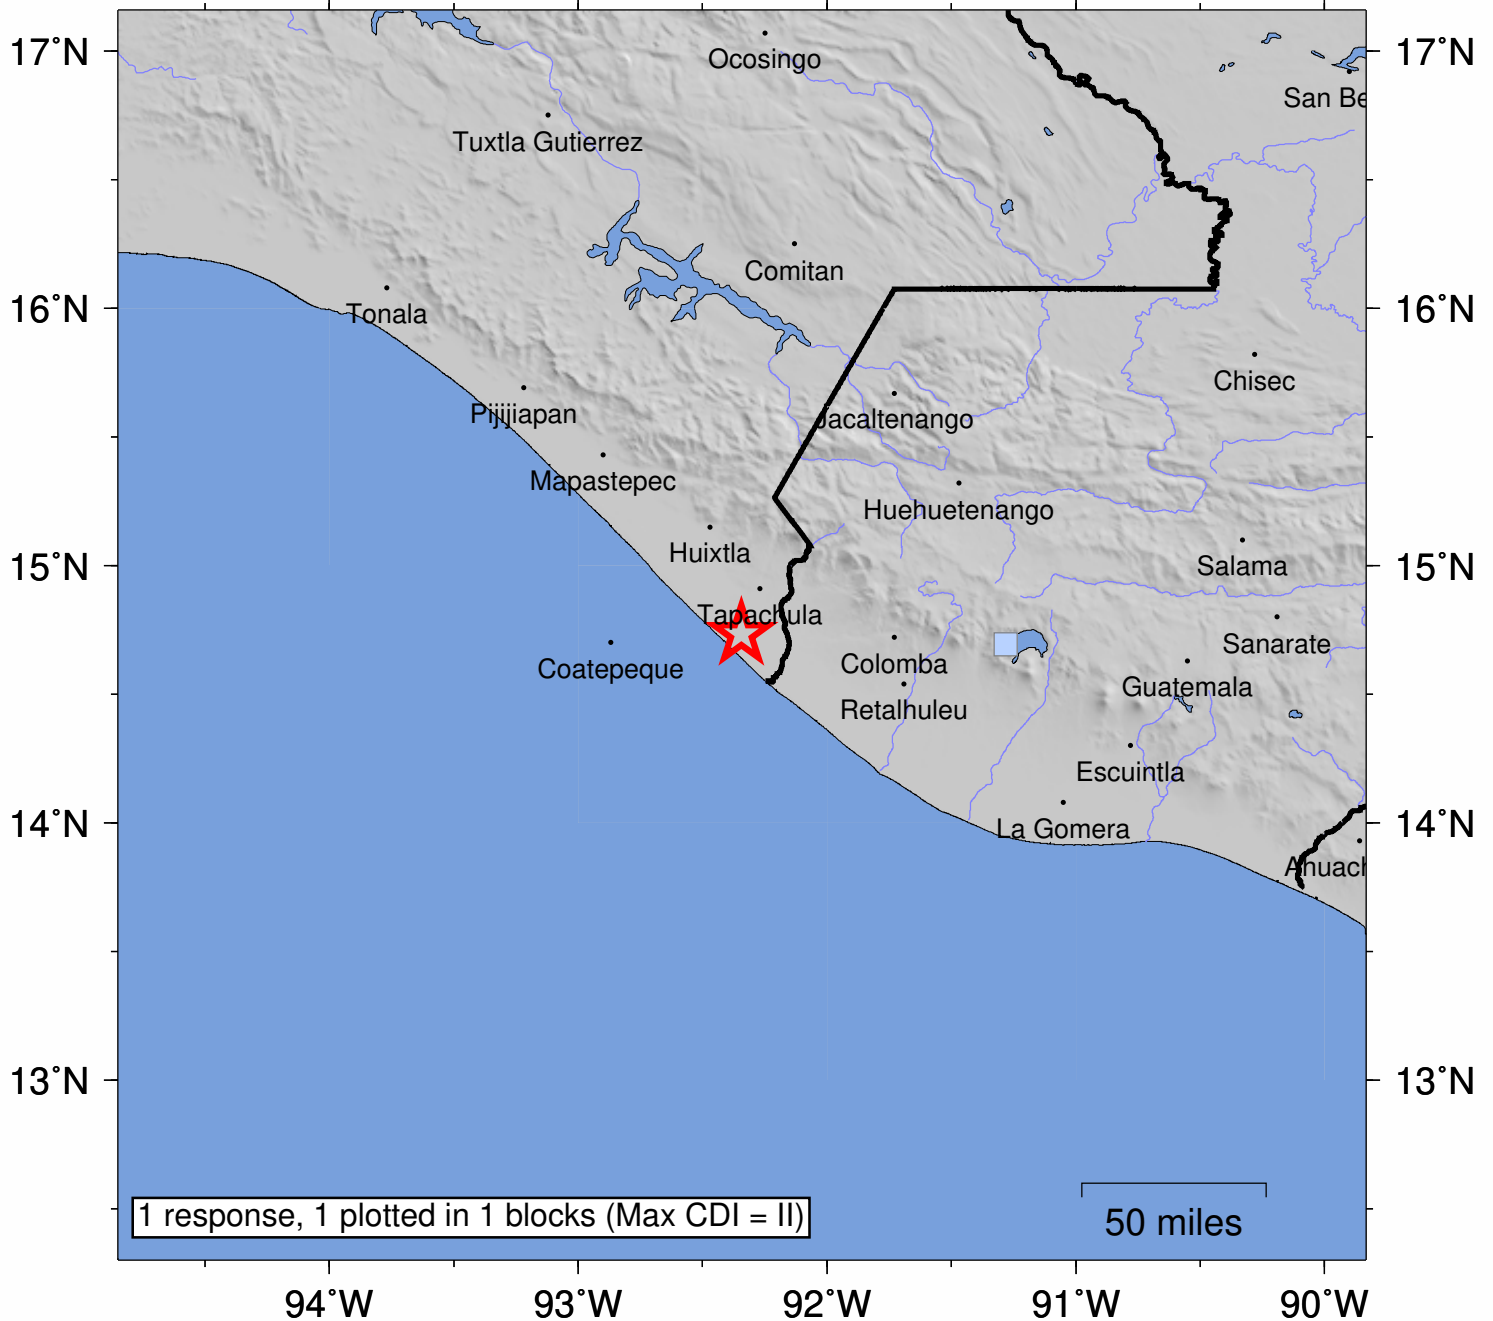 17°N
17°N
Ocosingo
San Be
Tuxtla Gutierrez
Comitan
16°N
Tonala
16°N
Chisec
Pijijiapan
Jacaltenango
Mapastepec
Huehuetenango
Huixtla
15°N
Salama
15°N
Tapachula
Sanarate
Coatepeque
Colomba
Guatemala
Retalhuleu
Escuintla
14°N
La Gomera
14°N
Ahuach
13°N
13°N
1 response, 1 plotted in 1 blocks (Max CDI = II)
50 miles
94°W
93°W
92°W
91°W
90°W